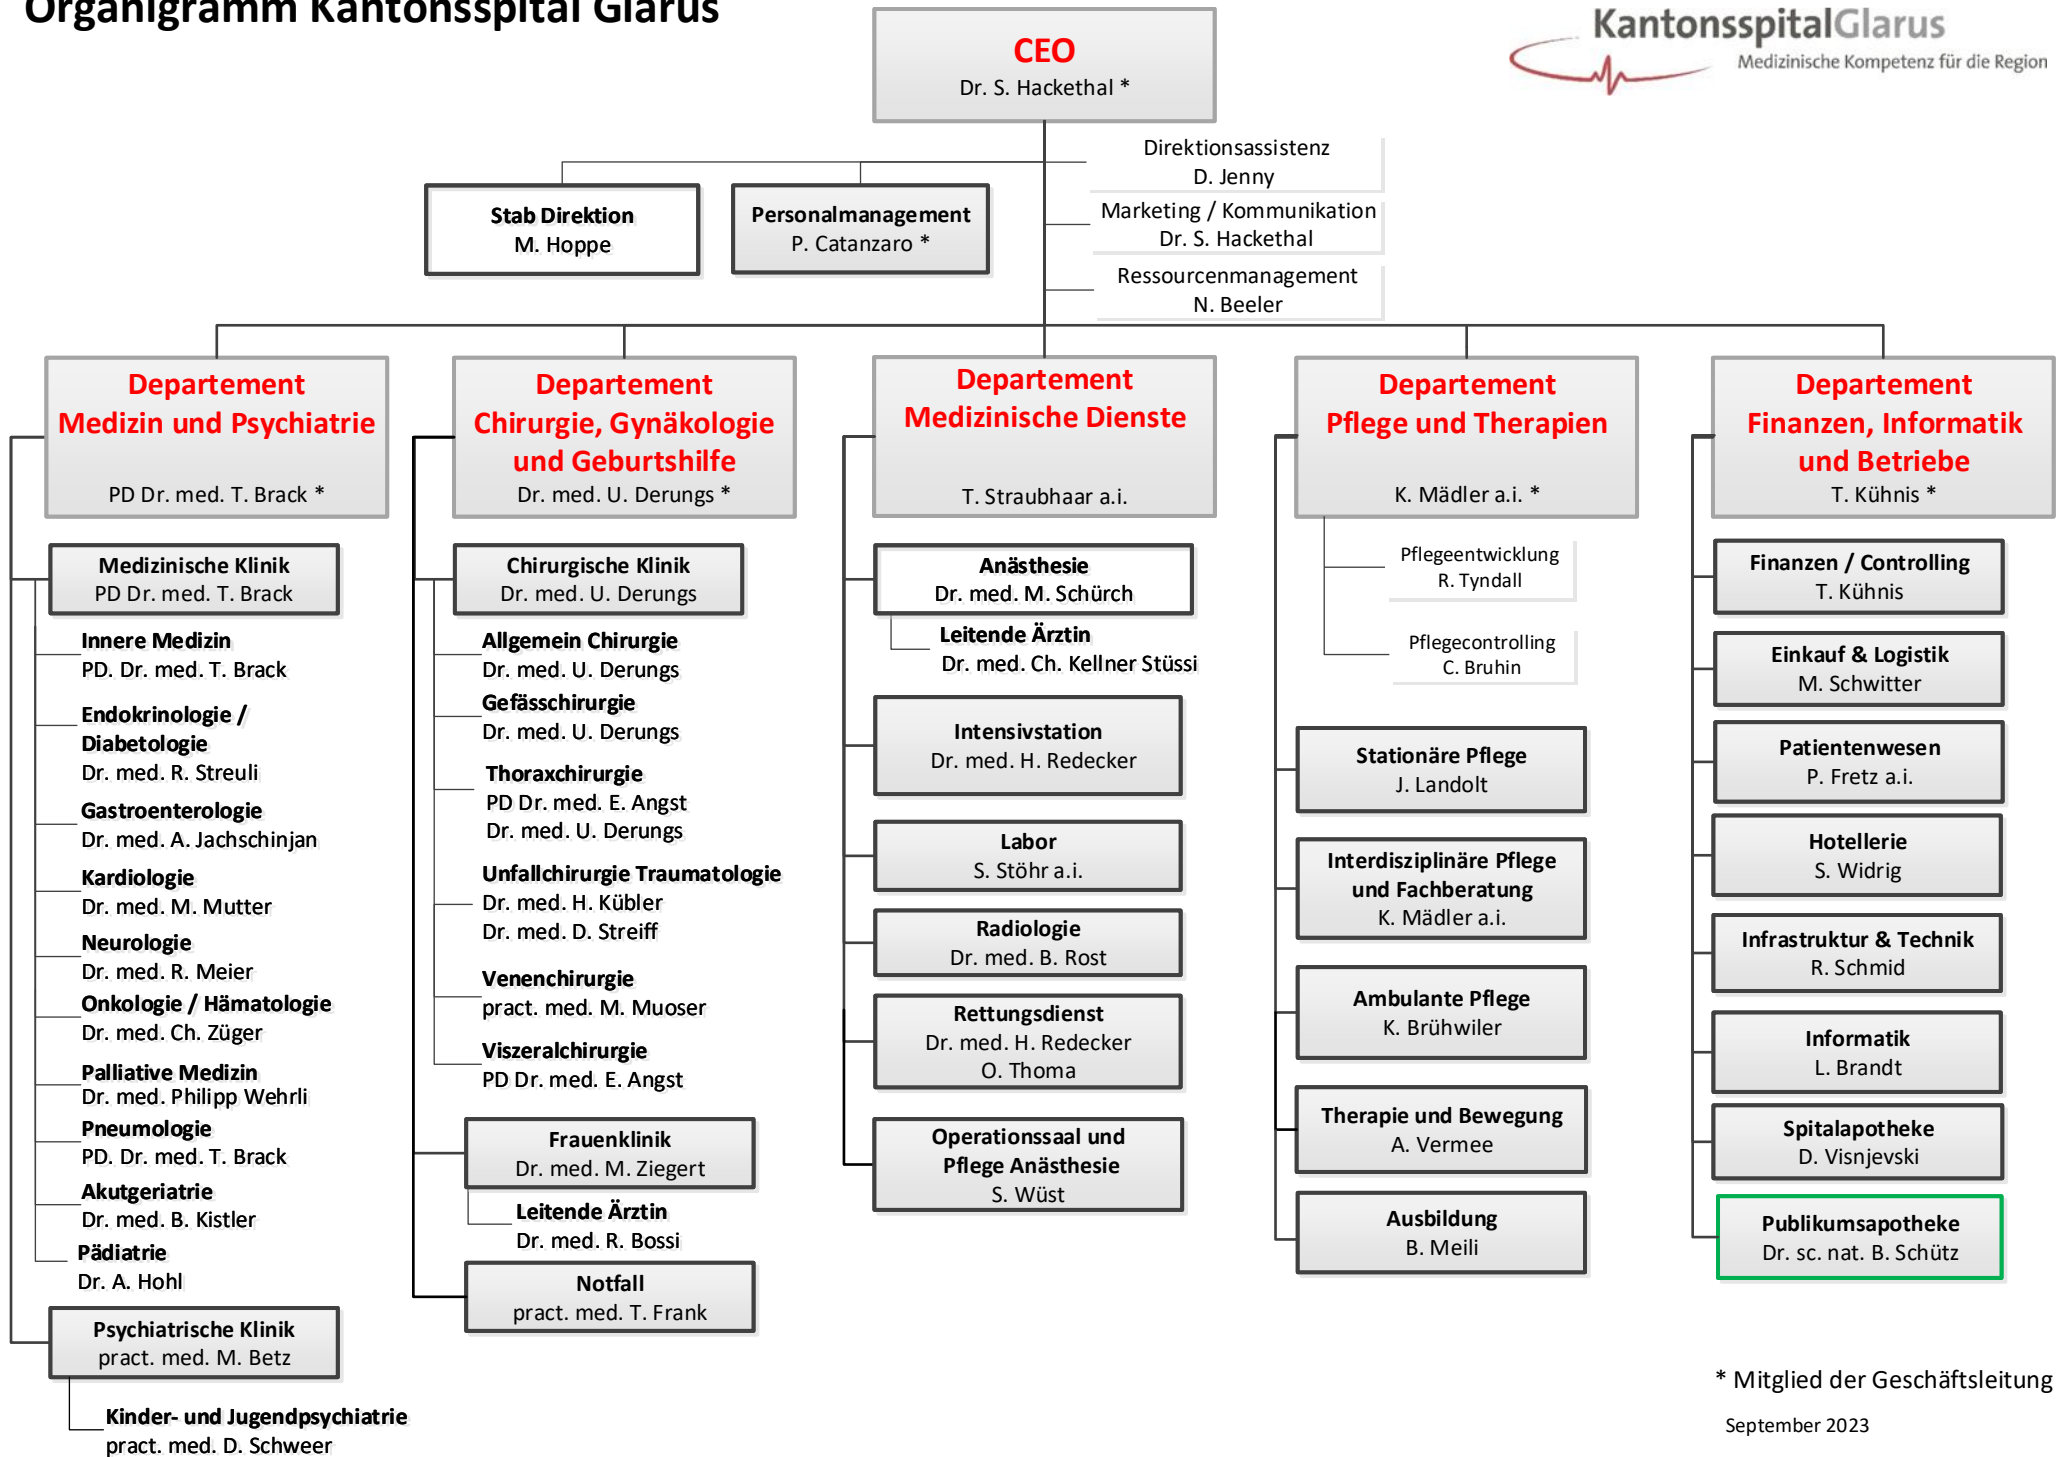 Organigramm Kantonsspital Glarus
KantonsspitalGlarus
Medizinische Kompetenz für die Region
CEO
Dr. S. Hackethal *
Direktionsassistenz
D. Jenny
Stab Direktion
M. Hoppe
Personalmanagement
P. Catanzaro *
Marketing / Kommunikation
Dr. S. Hackethal
Ressourcenmanagement
N. Beeler
Departement
Medizin und Psychiatrie
PD Dr. med. T. Brack *
Medizinische Klinik
PD Dr. med. T. Brack
Innere Medizin
PD. Dr. med. T. Brack
Endokrinologie /
Diabetologie
Dr. med. R. Streuli
Gastroenterologie
Dr. med. A. Jachschinjan
Kardiologie
Dr. med. M. Mutter
Neurologie
Dr. med. R. Meier
Onkologie / Hämatologie
Dr. med. Ch. Züger
Palliative Medizin
Dr. med. Philipp Wehrli
Pneumologie
PD. Dr. med. T. Brack
Akutgeriatrie
Dr. med. B. Kistler
Pädiatrie
Dr. A. Hohl
Psychiatrische Klinik
pract. med. M. Betz
Kinder- und Jugendpsychiatrie
pract. med. D. Schweer
Departement
Chirurgie, Gynäkologie
und Geburtshilfe
Dr. med. U. Derungs *
Chirurgische Klinik
Dr. med. U. Derungs
Allgemein Chirurgie
Dr. med. U. Derungs
Gefässchirurgie
Dr. med. U. Derungs
Thoraxchirurgie
PD Dr. med. E. Angst
Dr. med. U. Derungs
Unfallchirurgie Traumatologie
Dr. med. H. Kübler
Dr. med. D. Streiff
Venenchirurgie
pract. med. M. Muoser
Viszeralchirurgie
PD Dr. med. E. Angst
Frauenklinik
Dr. med. M. Ziegert
Leitende Ärztin
Dr. med. R. Bossi
Notfall
pract. med. T. Frank
Departement
Medizinische Dienste
T. Straubhaar a.i.
Anästhesie
Dr. med. M. Schürch
Leitende Ärztin
Dr. med. Ch. Kellner Stüssi
Intensivstation
Dr. med. H. Redecker
Labor
S. Stöhr a.i.
Radiologie
Dr. med. B. Rost
Rettungsdienst
Dr. med. H. Redecker
O. Thoma
Operationssaal und
Pflege Anästhesie
S. Wüst
Departement
Pflege und Therapien
K. Mädler a.i. *
Pflegeentwicklung
R. Tyndall
Pflegecontrolling
C. Bruhin
Stationäre Pflege
J. Landolt
Interdisziplinäre Pflege
und Fachberatung
K. Mädler a.i.
Ambulante Pflege
K. Brühwiler
Therapie und Bewegung
A. Vermee
Ausbildung
B. Meili
Departement
Finanzen, Informatik
und Betriebe
T. Kühnis *
Finanzen / Controlling
T. Kühnis
Einkauf & Logistik
M. Schwitter
Patientenwesen
P. Fretz a.i.
Hotellerie
S. Widrig
Infrastruktur & Technik
R. Schmid
Informatik
L. Brandt
Spitalapotheke
D. Visnjevski
Publikumsapotheke
Dr. sc. nat. B. Schütz
* Mitglied der Geschäftsleitung
September 2023